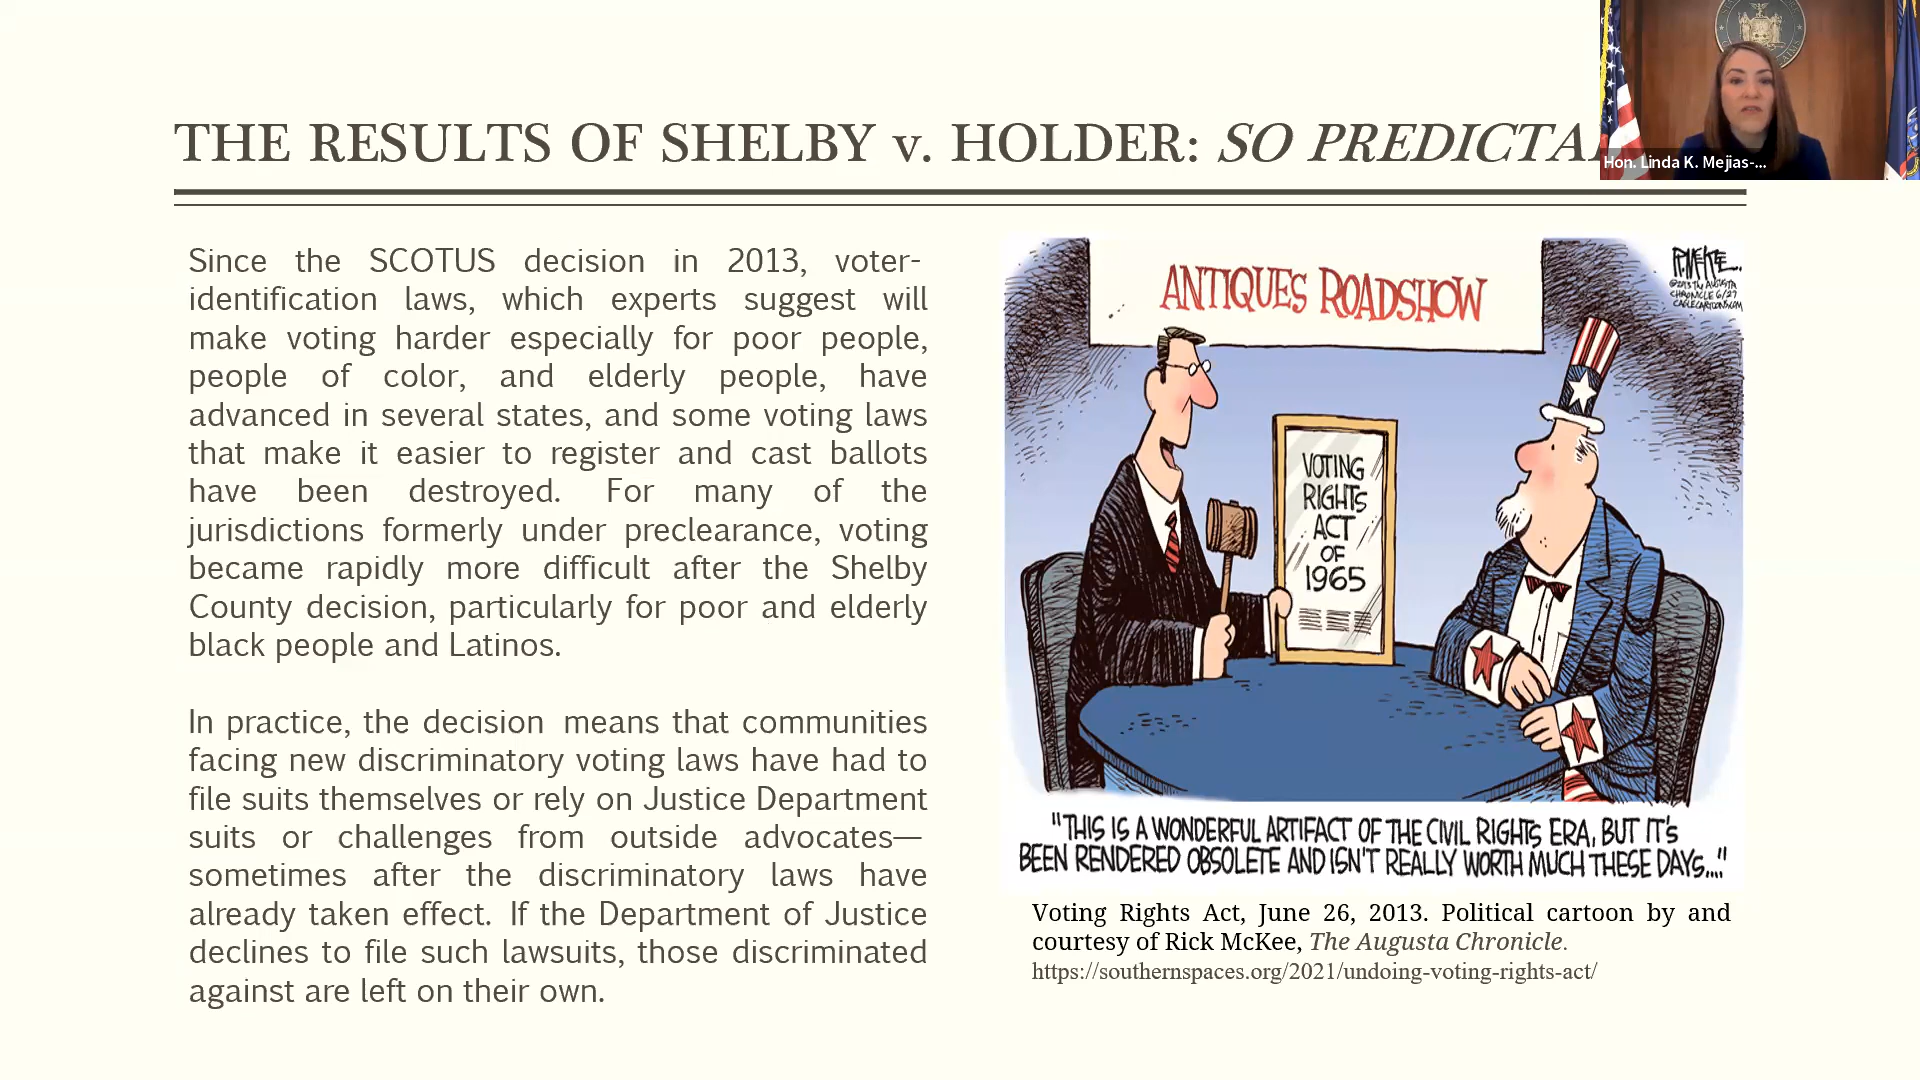 THE RESULTS OF SHELBY v. HOLDER: SO PREDICTA
Hon. Linda K. Mejias-...
Since the SCOTUS decision in 2013, voter-
identification laws, which experts suggest will
make voting harder especially for poor people,
people of color, and elderly people, have
advanced in several states, and some voting laws
that make it easier to register and cast ballots
have been destroyed. For many of the
jurisdictions formerly under preclearance, voting
became rapidly more difficult after the Shelby
County decision, particularly for poor and elderly
black people and Latinos.
In practice, the decision means that communities
facing new discriminatory voting laws have had to
file suits themselves or rely on Justice Department
suits or challenges from outside advocates—
sometimes after the discriminatory laws have
already taken effect. If the Department of Justice
declines to file such lawsuits, those discriminated
against are left on their own.
ANTIQUES ROADSHOW
R.McKEE
©2013 THE AUGUSTA
CHRONICLE 6/27
CAGLECARTOONS.COM
VOTING
RIGHTS
ACT
OF
1965
"THIS IS A WONDERFUL ARTIFACT OF THE CIVIL RIGHTS ERA, BUT IT'S
BEEN RENDERED OBSOLETE AND ISN'T REALLY WORTH MUCH THESE DAYS...."
Voting Rights Act, June 26, 2013. Political cartoon by and
courtesy of Rick McKee, The Augusta Chronicle.
https://southernspaces.org/2021/undoing-voting-rights-act/